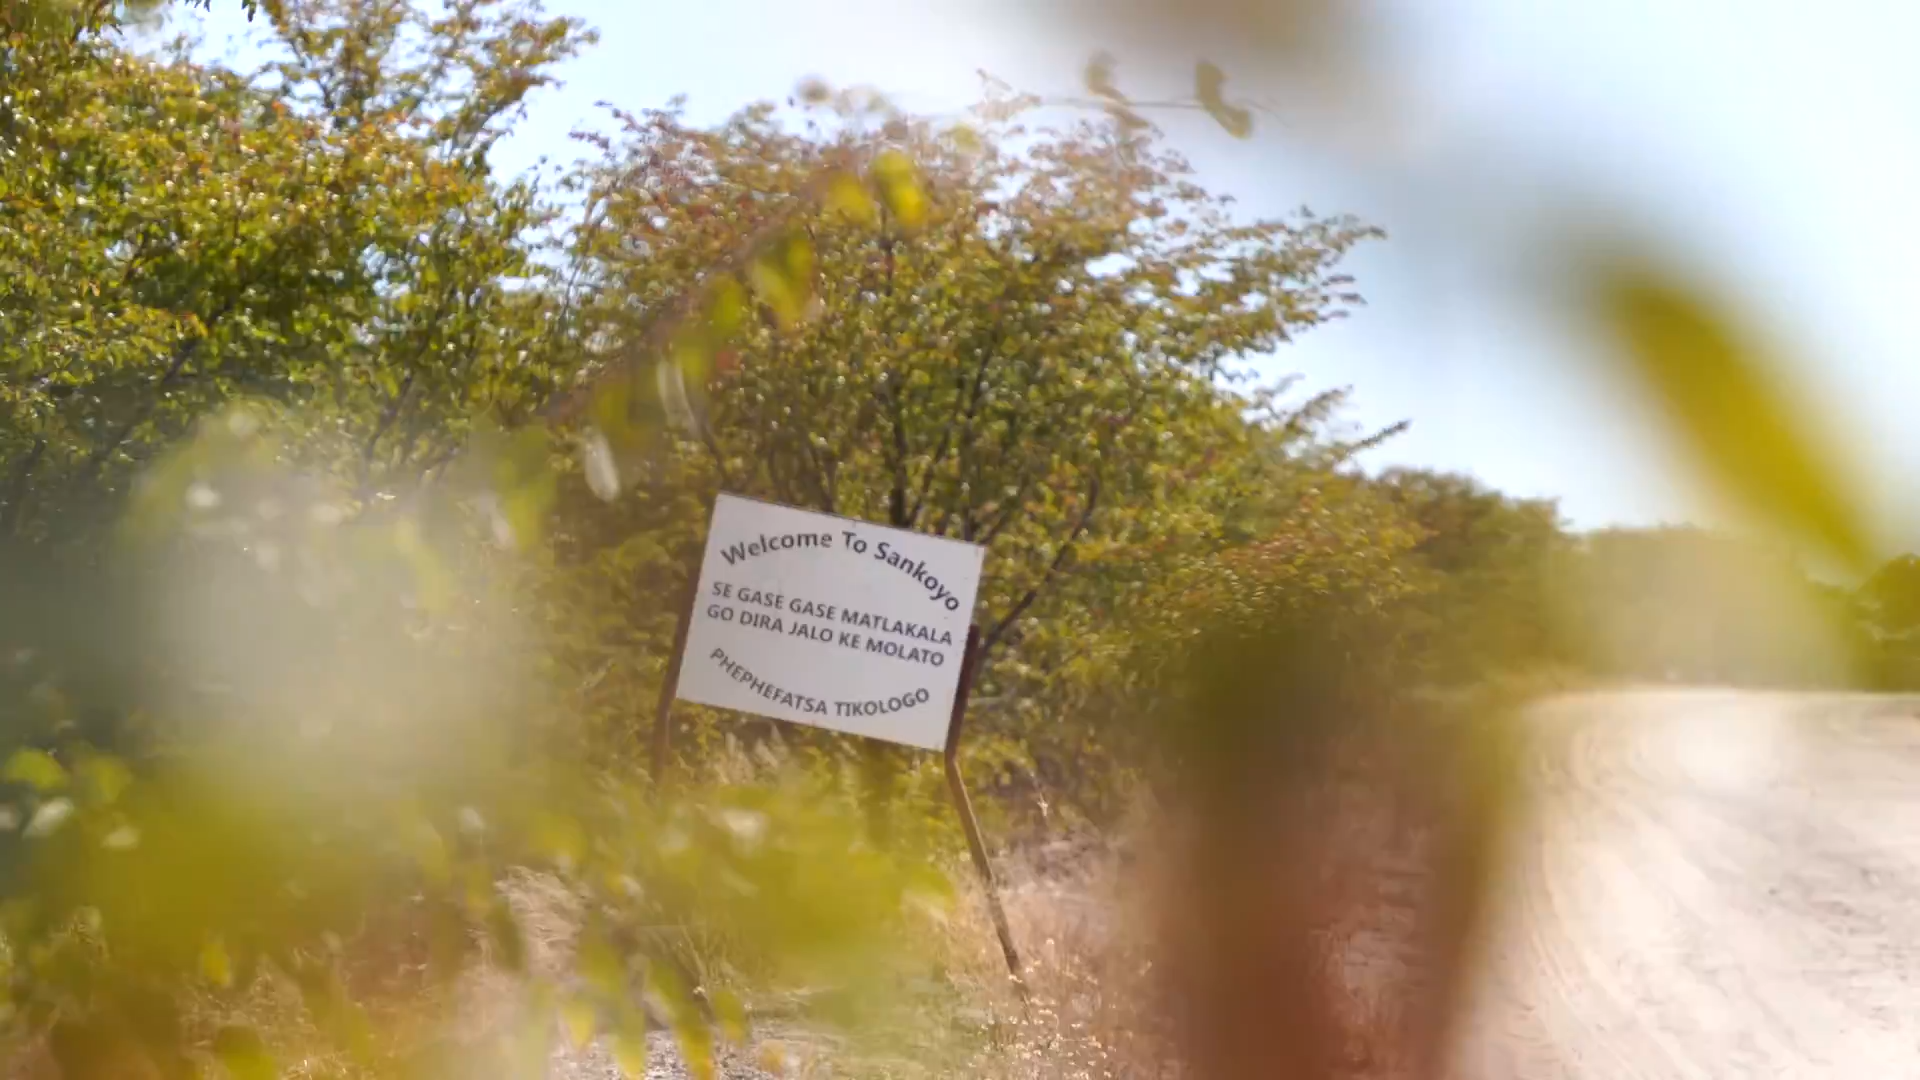 Welcome To Sankoyo
SE GASE GASE MATLAKALA
GO DIRA JALO KE MOLATO
PHEPHEFATSA TIKOLOGO